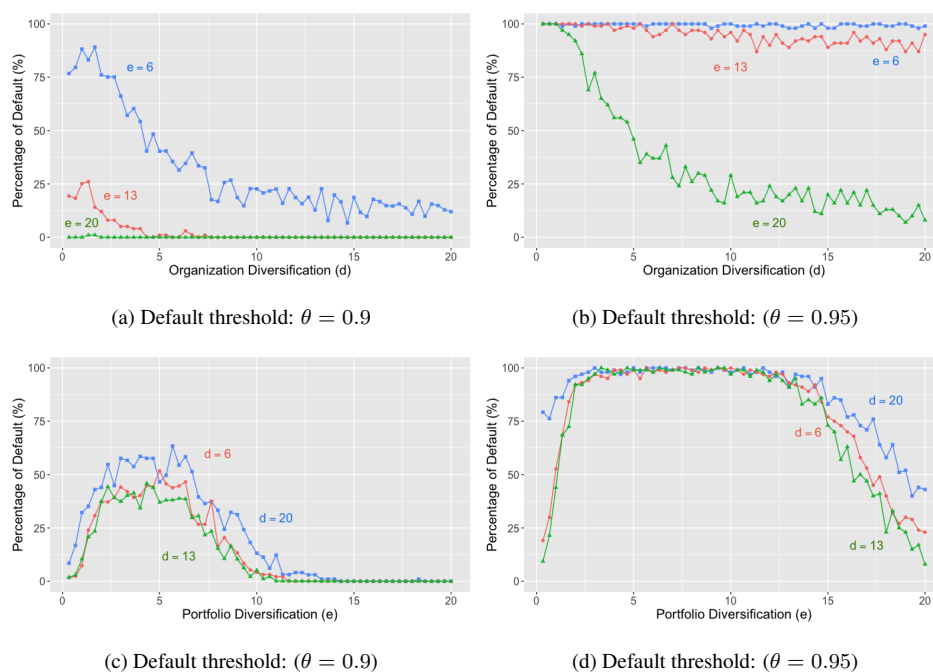 100
75
50
25
0
Percentage of Default (%)
e = 6
e = 13
e = 20
0
5
10
15
20
Organization Diversification (d)
(a) Default threshold: θ = 0.9
100
75
50
25
0
Percentage of Default (%)
e = 13
e = 6
e = 20
0
5
10
15
20
Organization Diversification (d)
(b) Default threshold: (θ = 0.95)
100
75
50
25
0
Percentage of Default (%)
d = 6
d = 20
d = 13
0
5
10
15
20
Portfolio Diversification (e)
(c) Default threshold: (θ = 0.9)
100
75
50
25
0
Percentage of Default (%)
d = 20
d = 6
d = 13
0
5
10
15
20
Portfolio Diversification (e)
(d) Default threshold: (θ = 0.95)